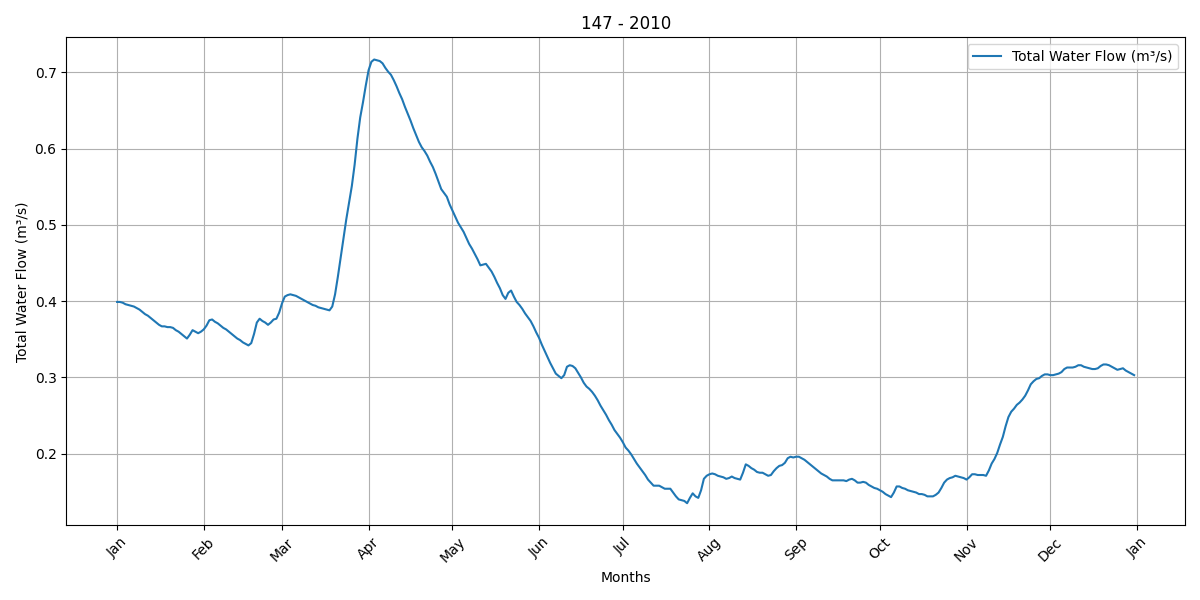 147 - 2010
Total Water Flow (m³/s)
0.7
0.6
0.5
0.4
0.3
0.2
Total Water Flow (m³/s)
Jan Feb Mar Apr May Jun Jul Aug Sep Oct Nov Dec Jan
Months